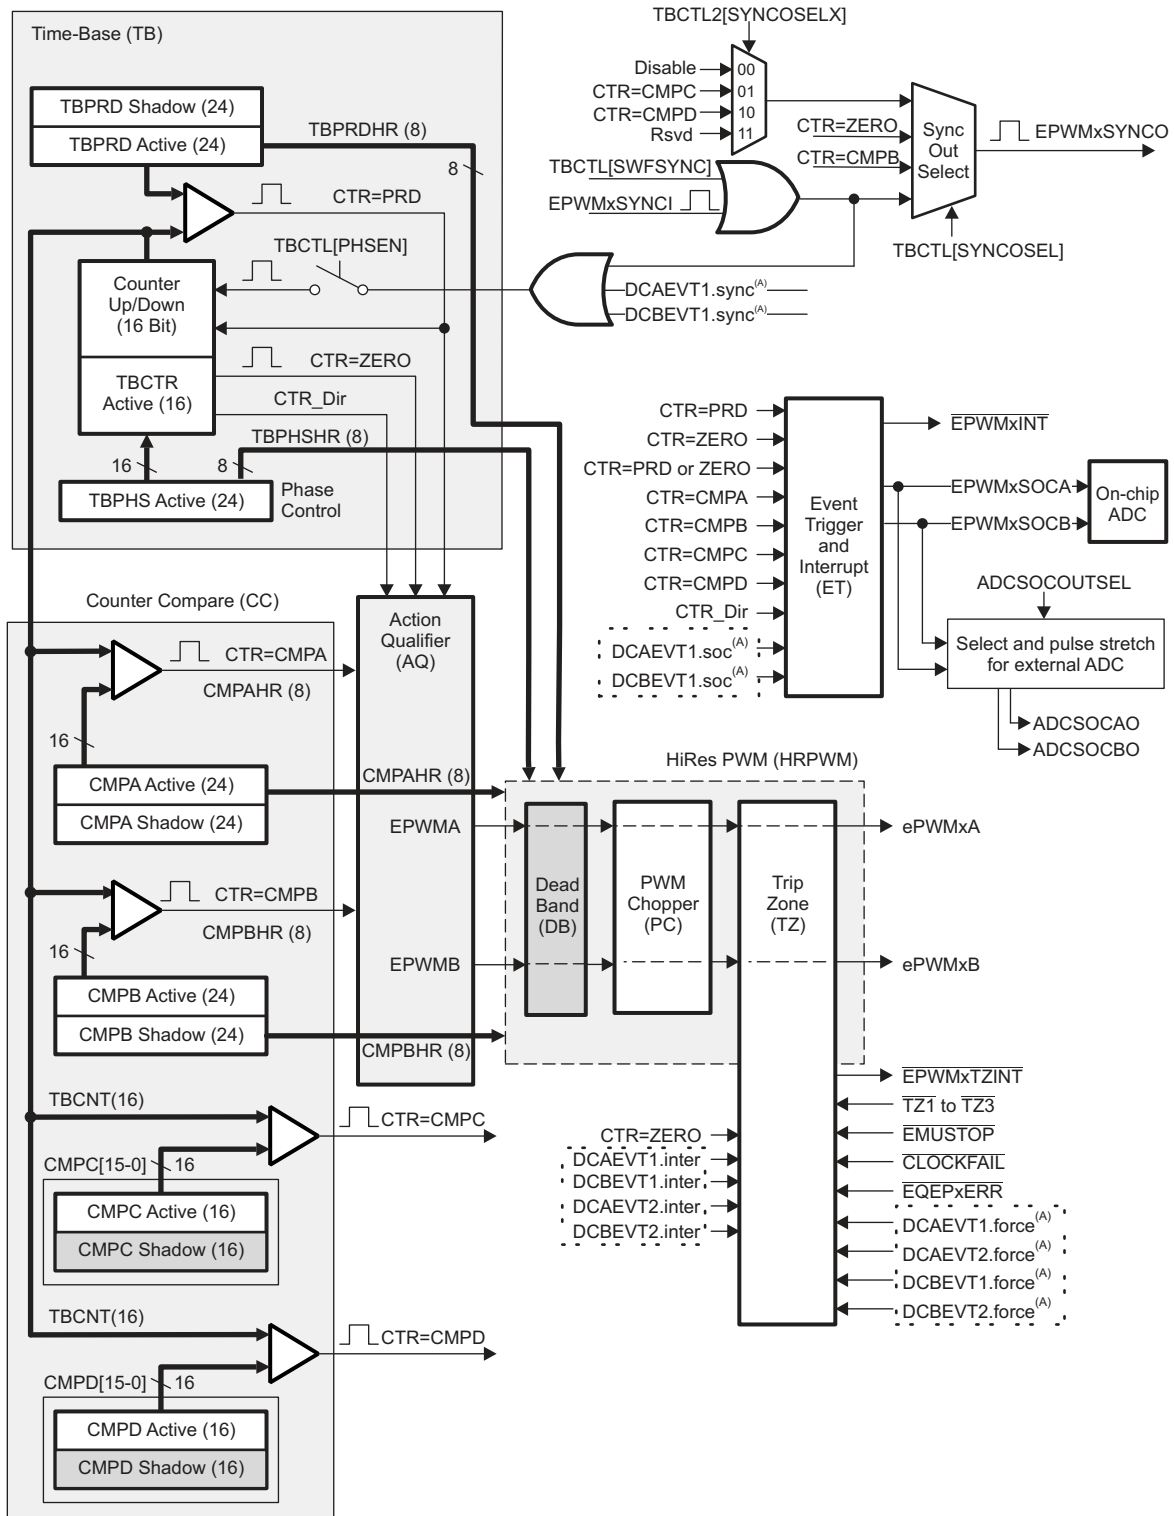 Time-Base (TB)
TBPRD Shadow (24)
TBPRD Active (24)
TBPRDHR (8)
8
CTR=PRD
TBCTL[PHSEN]
Counter
Up/Down
(16 Bit)
CTR=ZERO
TBCTR
Active (16)
CTR_Dir
TBPHSHR (8)
16
8
TBPHS Active (24)
Phase
Control
TBCTL2[SYNCOSELX]
Disable
00
CTR=CMPC
01
CTR=CMPD
10
Rsvd
11
CTR=ZERO
CTR=CMPB
Sync
Out
Select
EPWMxSYNCO
TBCTL[SWFSYNC]
EPWMxSYNCI
TBCTL[SYNCOSEL]
DCAEVT1.sync(A)
DCBEVT1.sync(A)
CTR=PRD
CTR=ZERO
CTR=PRD or ZERO
CTR=CMPA
CTR=CMPB
CTR=CMPC
CTR=CMPD
CTR_Dir
DCAEVT1.soc(A)
DCBEVT1.soc(A)
Event
Trigger
and
Interrupt
(ET)
EPWMxINT
EPWMxSOCA
EPWMxSOCB
On-chip
ADC
ADCSOCOUTSEL
Select and pulse stretch
for external ADC
ADCSOCAO
ADCSOCBO
Counter Compare (CC)
CTR=CMPA
CMPAHR (8)
16
CMPA Active (24)
CMPA Shadow (24)
CTR=CMPB
CMPBHR (8)
16
CMPB Active (24)
CMPB Shadow (24)
Action
Qualifier
(AQ)
CMPAHR (8)
EPWMA
EPWMB
CMPBHR (8)
HiRes PWM (HRPWM)
Dead
Band
(DB)
PWM
Chopper
(PC)
Trip
Zone
(TZ)
ePWMxA
ePWMxB
TBCNT(16)
CTR=CMPC
CMPC[15-0]
16
CMPC Active (16)
CMPC Shadow (16)
TBCNT(16)
CTR=CMPD
CMPD[15-0]
16
CMPD Active (16)
CMPD Shadow (16)
CTR=ZERO
DCAEVT1.inter
DCBEVT1.inter
DCAEVT2.inter
DCBEVT2.inter
EPWMxTZINT
TZ1 to TZ3
EMUSTOP
CLOCKFAIL
EQEPxERR
DCAEVT1.force(A)
DCAEVT2.force(A)
DCBEVT1.force(A)
DCBEVT2.force(A)